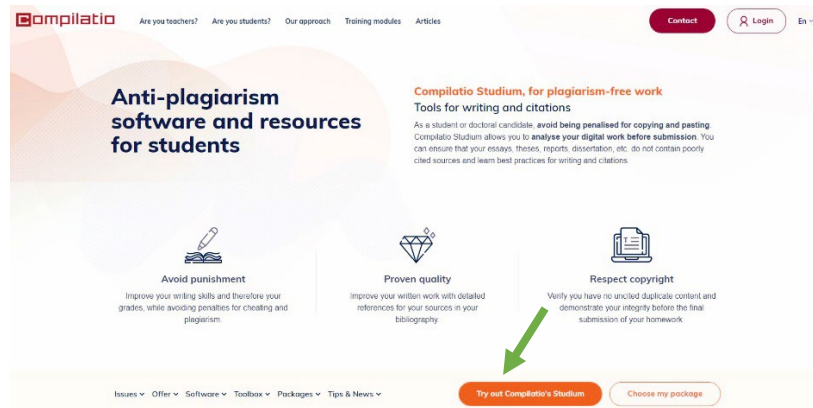 Compilatio
Are you teachers? Are you students? Our approach Training modules Articles
Contact
Login
En
Anti-plagiarism
software and resources
for students
Compilatio Studium, for plagiarism-free work
Tools for writing and citations
As a student or doctoral candidate, avoid being penalised for copying and pasting.
Compilatio Studium allows you to analyse your digital work before submission. You
can ensure that your essays, theses, reports, dissertation, etc. do not contain poorly
cited sources and learn best practices for writing and citations.
Avoid punishment
Improve your writing skills and therefore your
grades, while avoiding penalties for cheating and
plagiarism.
Proven quality
Improve your written work with detailed
references for your sources in your
bibliography.
Respect copyright
Verify you have no uncited duplicate content and
demonstrate your integrity before the final
submission of your homework.
Issues Offer Software Toolbox Packages Tips & News
Try out Compilatio's Studium
Choose my package